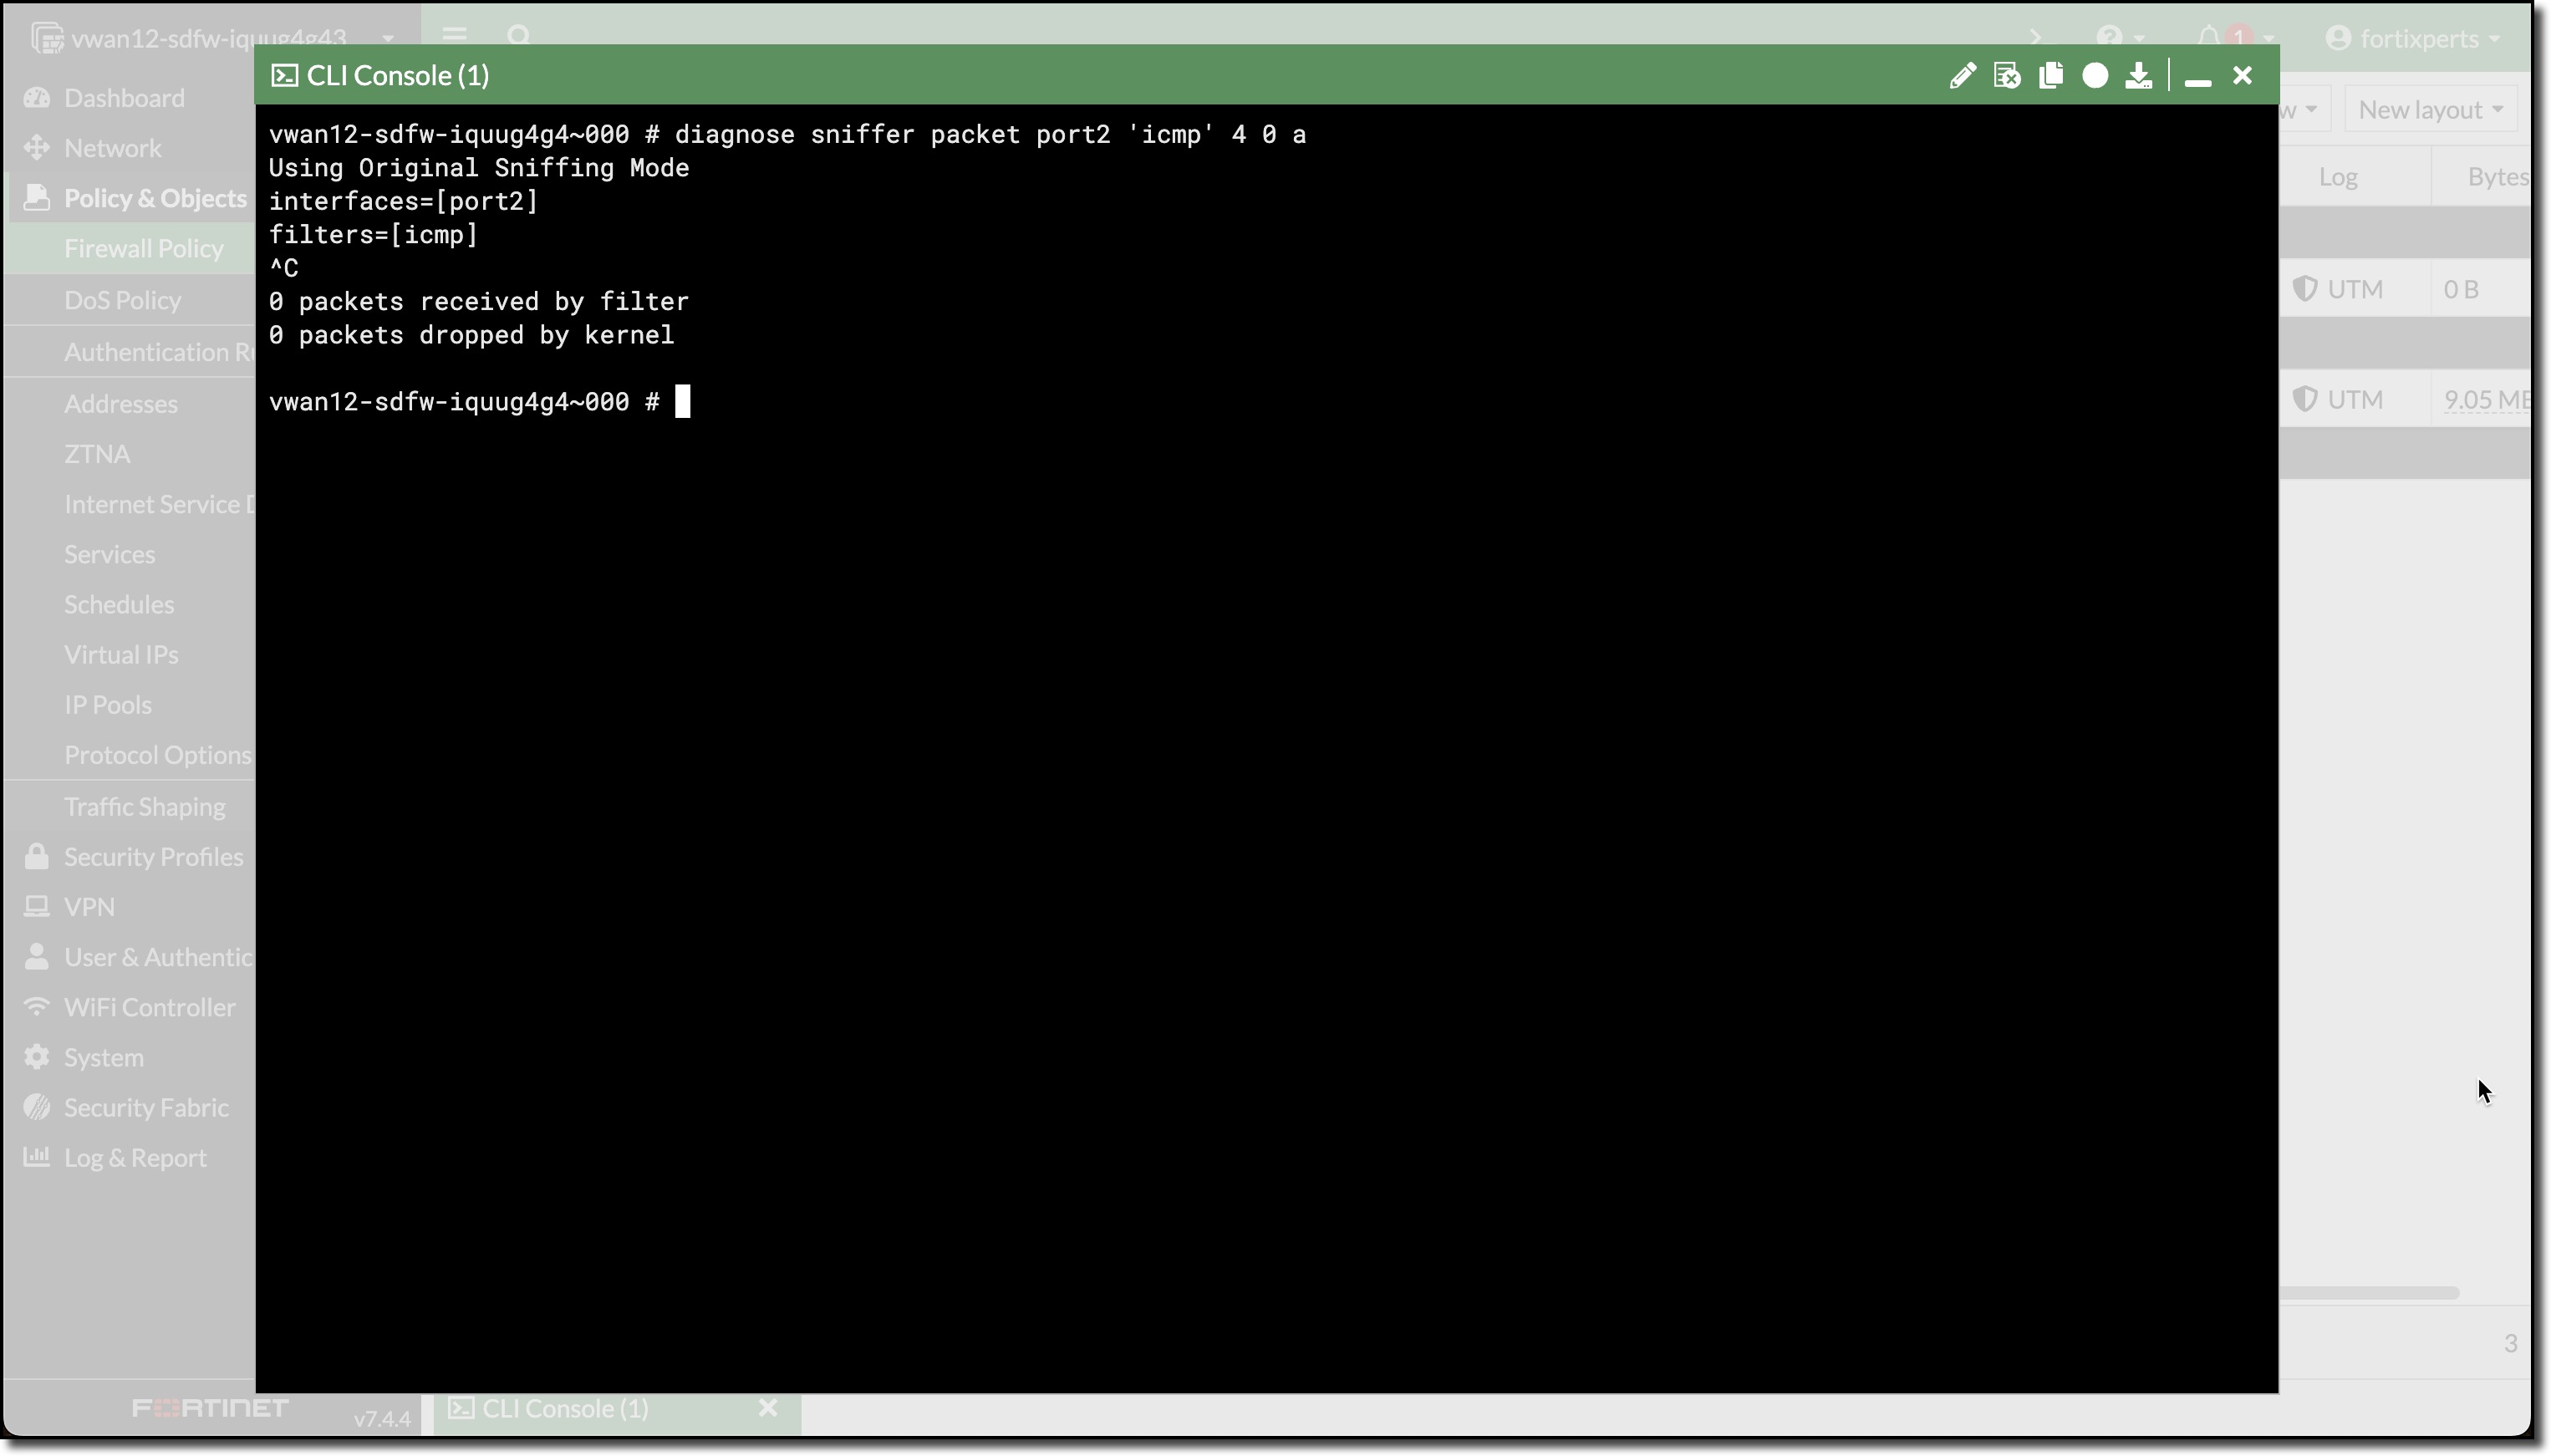 vwan12-sdfw-iquug4g43
1
fortixperts
CLI Console (1)
Dashboard
Network
Policy & Objects
Firewall Policy
DoS Policy
Authentication
Addresses
ZTNA
Internet Service
Services
Schedules
Virtual IPs
IP Pools
Protocol Options
Traffic Shaping
Security Profiles
VPN
User & Authentic
WiFi Controller
System
Security Fabric
Log & Report
FORTINET
v7.4.4
vwan12-sdfw-iquug4g4~000 # diagnose sniffer packet port2 'icmp' 4 0 a
Using Original Sniffing Mode
interfaces=[port2]
filters=[icmp]
^C
0 packets received by filter
0 packets dropped by kernel
vwan12-sdfw-iquug4g4~000 #
New layout
Log Bytes
UTM 0 B
UTM 9.05 MB
3
CLI Console (1)